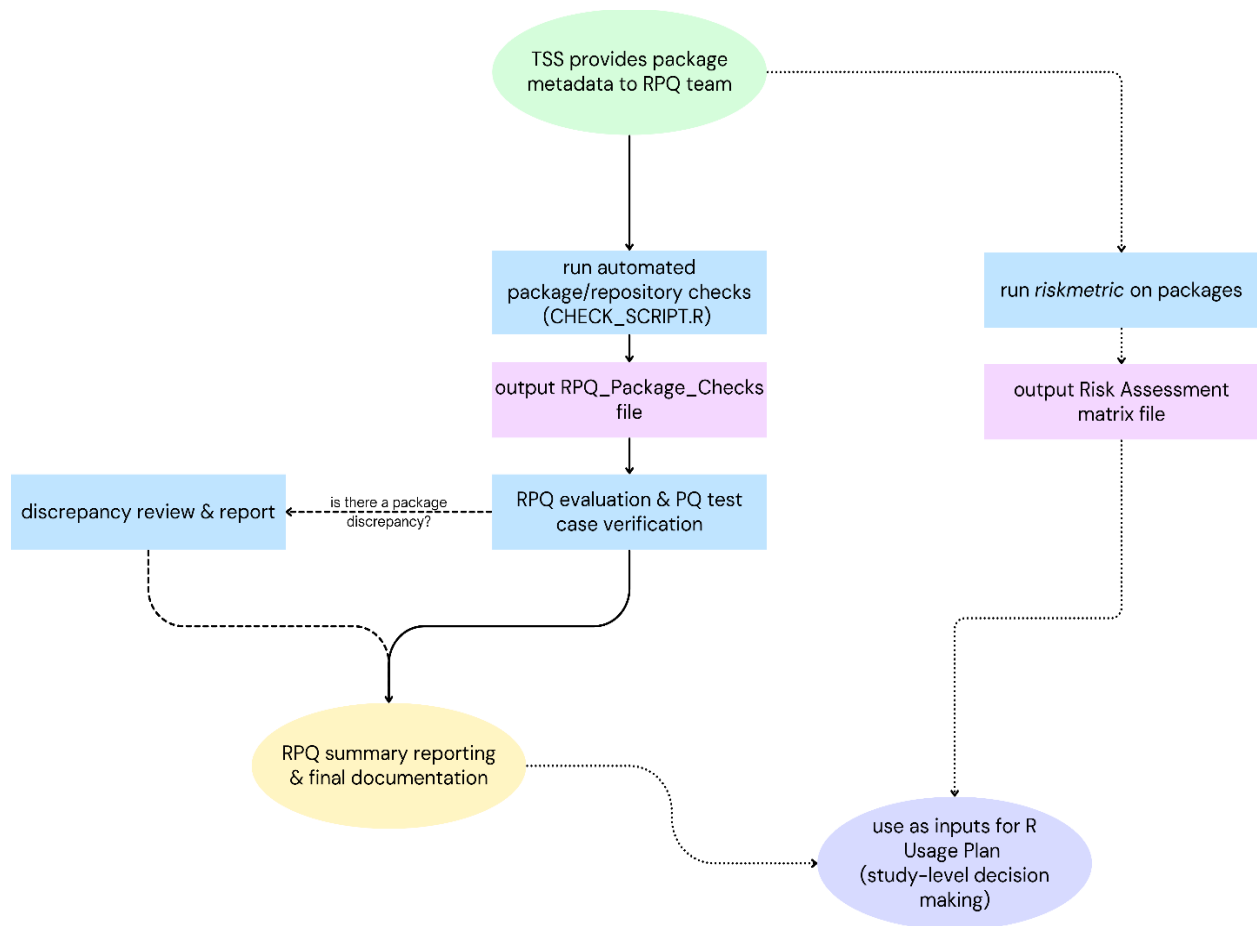 TSS provides package
metadata to RPQ team
run automated
package/repository checks
(CHECK_SCRIPT.R)
run riskmetric on packages
output RPQ_Package_Checks
file
output Risk Assessment
matrix file
discrepancy review & report
is there a package
discrepancy?
RPQ evaluation & PQ test
case verification
RPQ summary reporting
& final documentation
use as inputs for R
Usage Plan
(study-level decision
making)